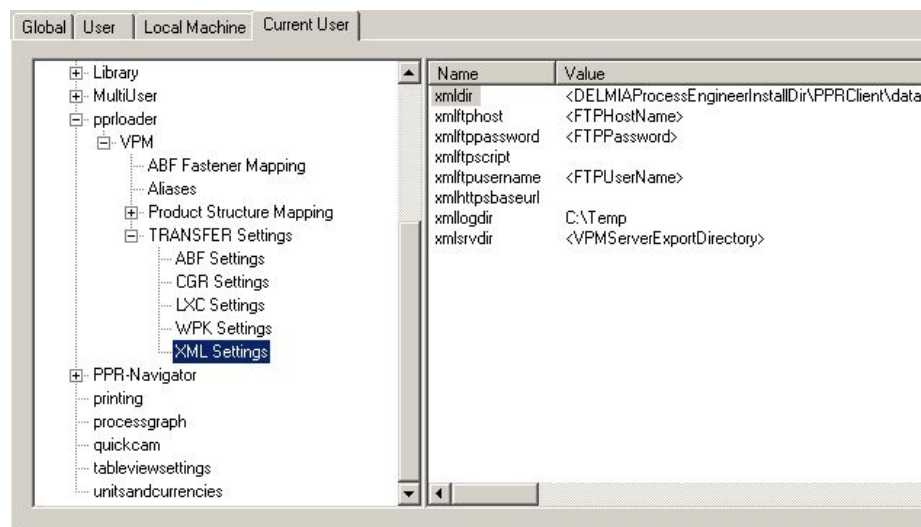 Global User Local Machine Current User
Library
MultiUser
pprloader
VPM
ABF Fastener Mapping
Aliases
Product Structure Mapping
TRANSFER Settings
ABF Settings
CGR Settings
LXC Settings
WPK Settings
XML Settings
PPR-Navigator
printing
processgraph
quickcam
tableviewsettings
unitsandcurrencies
Name Value
xmldir <DELMIAProcessEngineerInstallDir\PPRClient\data
xmlftphost <FTPHostName>
xmlftppassword <FTPPassword>
xmlftpscript
xmlftpusername <FTPUserName>
xmlhttpsbaseurl
xmllogdir C:\Temp
xmlsrvdir <VPMServerExportDirectory>